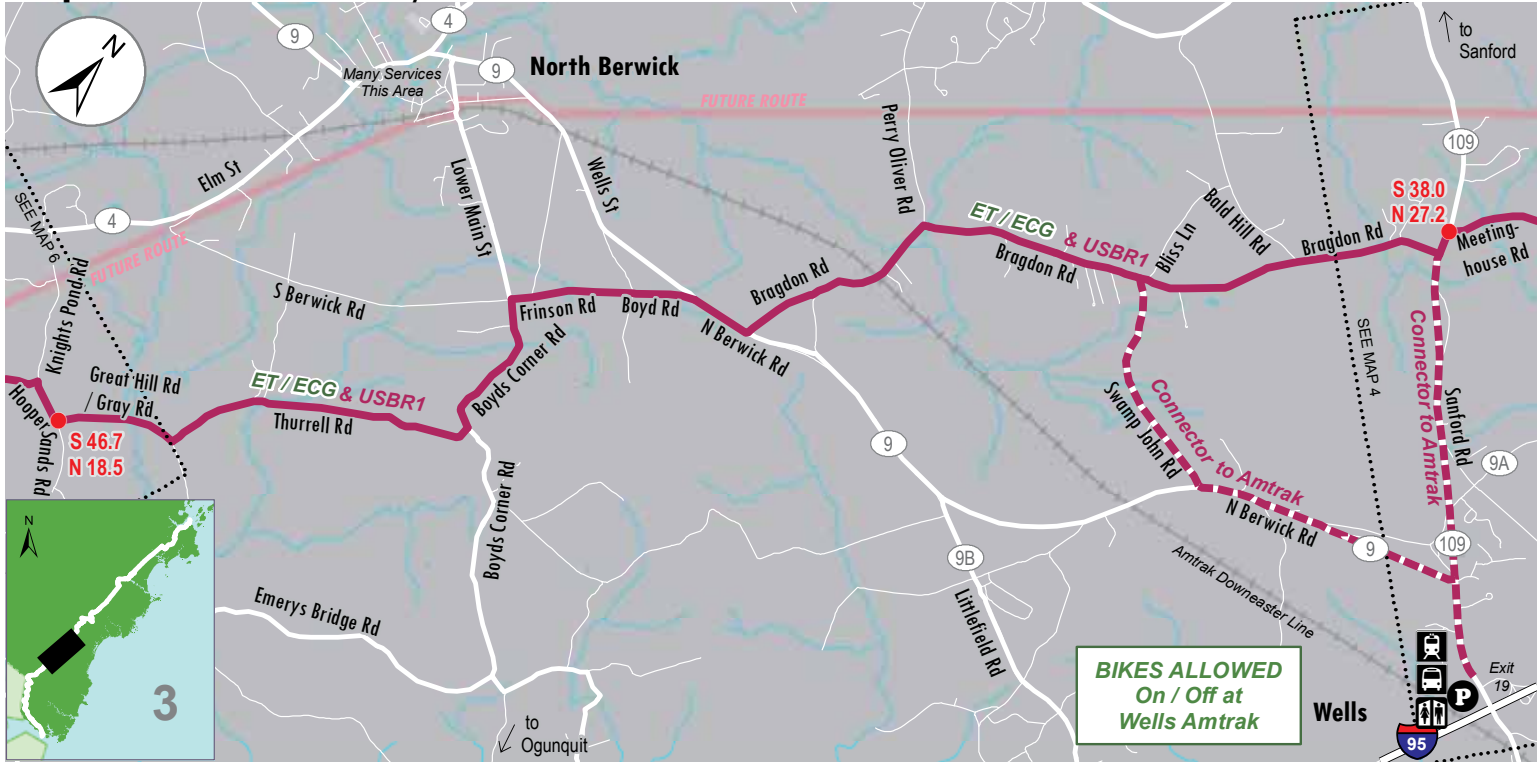 9
4
N
Many Services
This Area
9
North Berwick
to
Sanford
FUTURE ROUTE
109
Perry Oliver Rd
Elm St
Lower Main St
Wells St
SEE MAP 6
4
FUTURE ROUTE
S 38.0
N 27.2
Bald Hill Rd
ET / ECG & USBR1
Bragdon Rd
Bliss Ln
Bragdon Rd
Meeting-
house Rd
Knights Pond Rd
S Berwick Rd
Bragdon Rd
Frinson Rd
Boyd Rd
N Berwick Rd
SEE MAP 4
Great Hill Rd
/ Gray Rd
ET / ECG & USBR1
Thurrell Rd
Boyds Corner Rd
Hooper Sands Rd
S 46.7
N 18.5
Connector to Amtrak
Swamp John Rd
Connector to Amtrak
Sanford Rd
9
9A
Boyds Corner Rd
N Berwick Rd
9
109
N
9B
Amtrak Downeaster Line
Emerys Bridge Rd
Littlefield Rd
BIKES ALLOWED
On / Off at
Wells Amtrak
Exit
19
P
Wells
3
to
Ogunquit
95